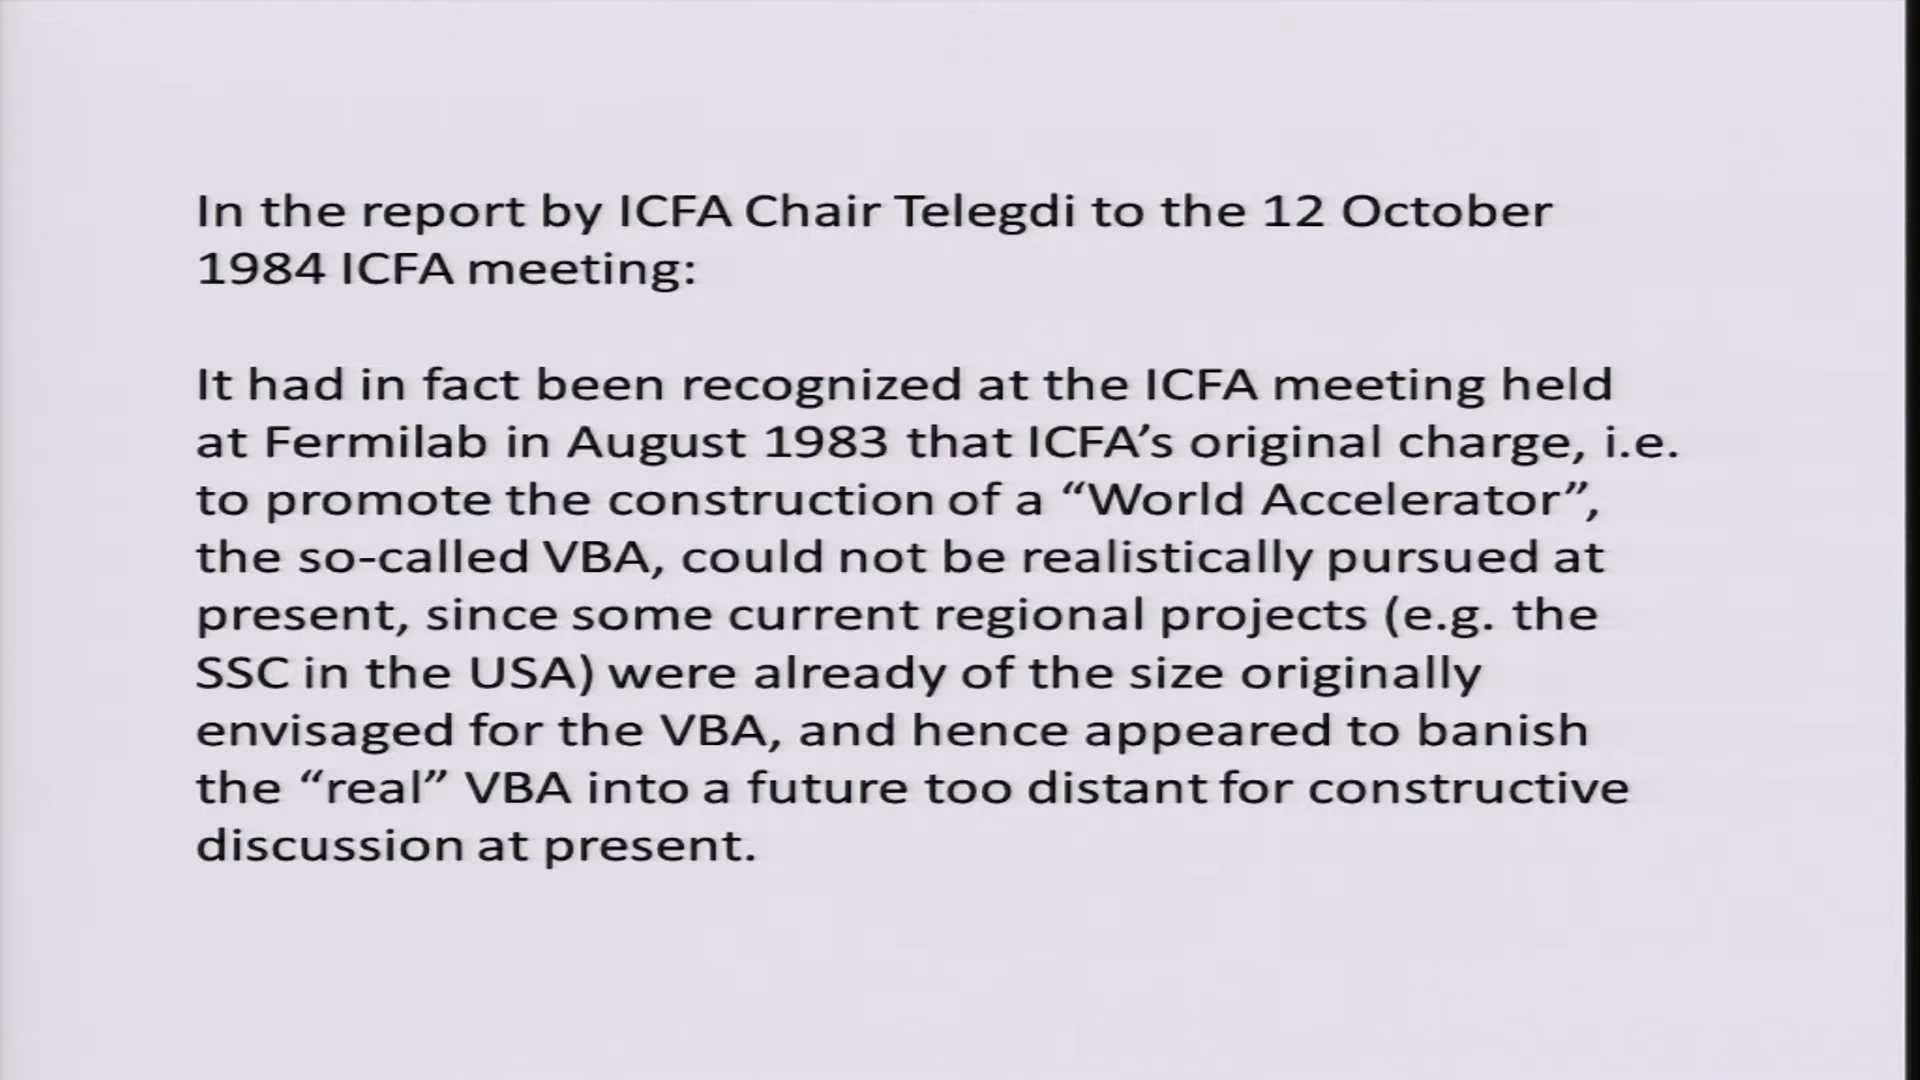 In the report by ICFA Chair Telegdi to the 12 October
1984 ICFA meeting:
It had in fact been recognized at the ICFA meeting held
at Fermilab in August 1983 that ICFA’s original charge, i.e.
to promote the construction of a “World Accelerator”,
the so-called VBA, could not be realistically pursued at
present, since some current regional projects (e.g. the
SSC in the USA) were already of the size originally
envisaged for the VBA, and hence appeared to banish
the “real” VBA into a future too distant for constructive
discussion at present.